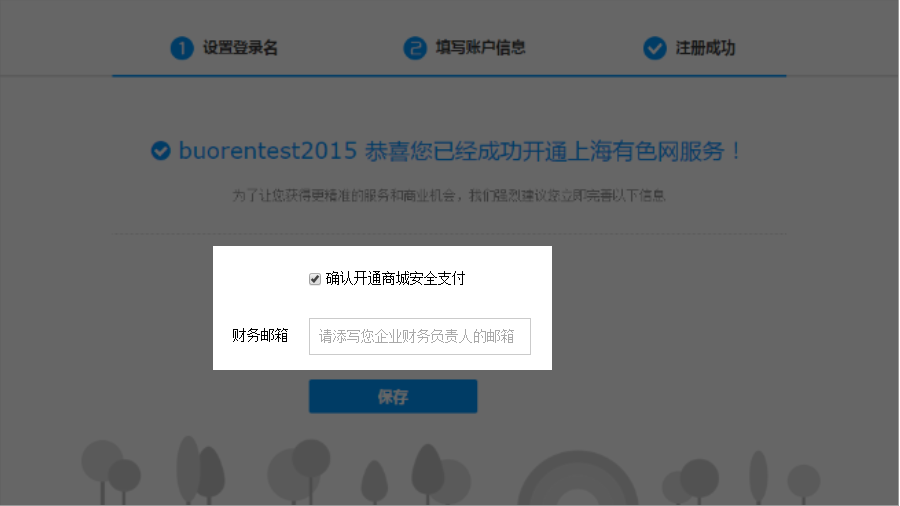 1 设置登录名
2 填写账户信息
注册成功
buorentest2015 恭喜您已经成功开通上海有色网服务！
为了让您获得更精准的服务和商业机会，我们强烈建议您立即完善以下信息
确认开通商城安全支付
财务邮箱 请添写您企业财务负责人的邮箱
保存